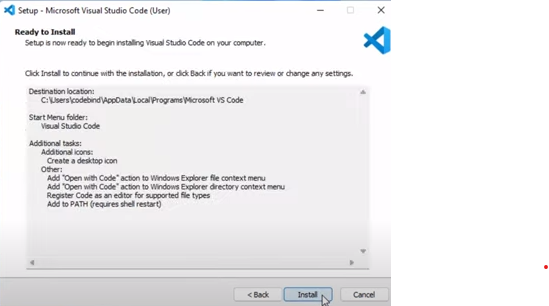 Setup - Microsoft Visual Studio Code (User)
Ready to Install
Setup is now ready to begin installing Visual Studio Code on your computer.
Click Install to continue with the installation, or click Back if you want to review or change any settings.
Destination location:
C:\Users\codebind\AppData\Local\Programs\Microsoft VS Code
Start Menu folder:
Visual Studio Code
Additional tasks:
Additional icons:
Create a desktop icon
Other:
Add "Open with Code" action to Windows Explorer file context menu
Add "Open with Code" action to Windows Explorer directory context menu
Register Code as an editor for supported file types
Add to PATH (requires shell restart)
< Back Install Cancel